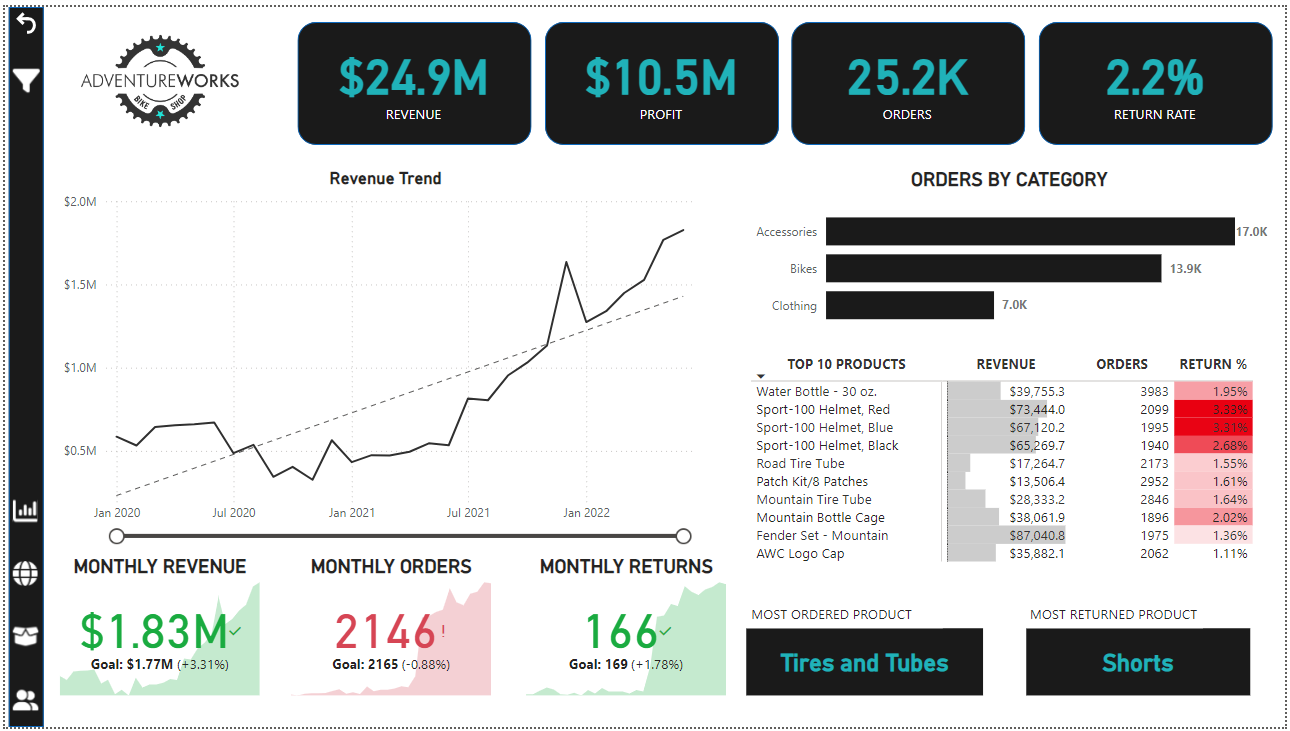 ADVENTUREWORKS
BIKE SHOP
$24.9M
REVENUE
$10.5M
PROFIT
25.2K
ORDERS
2.2%
RETURN RATE
Revenue Trend
$2.0M
$1.5M
$1.0M
$0.5M
Jan 2020 Jul 2020 Jan 2021 Jul 2021 Jan 2022
ORDERS BY CATEGORY
Accessories 17.0K
Bikes 13.9K
Clothing 7.0K
TOP 10 PRODUCTS REVENUE ORDERS RETURN %
Water Bottle - 30 oz. $39,755.3 3983 1.95%
Sport-100 Helmet, Red $73,444.0 2099 3.33%
Sport-100 Helmet, Blue $67,120.2 1995 3.31%
Sport-100 Helmet, Black $65,269.7 1940 2.68%
Road Tire Tube $17,264.7 2173 1.55%
Patch Kit/8 Patches $13,506.4 2952 1.61%
Mountain Tire Tube $28,333.2 2846 1.64%
Mountain Bottle Cage $38,061.9 1896 2.02%
Fender Set - Mountain $87,040.8 1975 1.36%
AWC Logo Cap $35,882.1 2062 1.11%
MONTHLY REVENUE
$1.83M
Goal: $1.77M (+3.31%)
MONTHLY ORDERS
2146!
Goal: 2165 (-0.88%)
MONTHLY RETURNS
166
Goal: 169 (+1.78%)
MOST ORDERED PRODUCT
Tires and Tubes
MOST RETURNED PRODUCT
Shorts